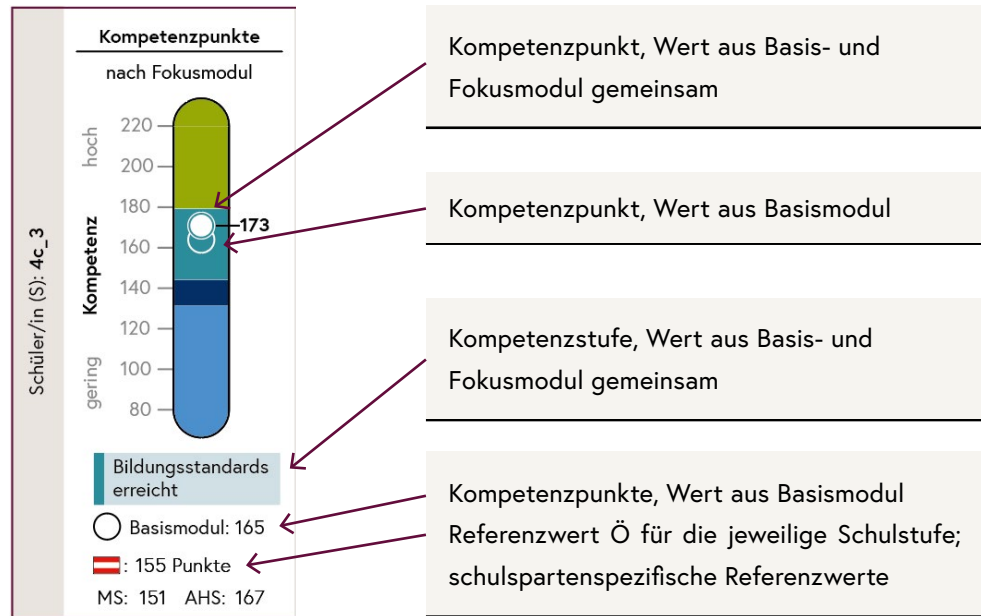 Kompetenzpunkte
nach Fokusmodul
220
200
180
173
160
140
120
100
80
hoch
Kompetenz
gering
Schüler/in (S): 4c_3
Bildungsstandards
erreicht
Basismodul: 165
: 155 Punkte
MS: 151 AHS: 167
Kompetenzpunkt, Wert aus Basis- und
Fokusmodul gemeinsam
Kompetenzpunkt, Wert aus Basismodul
Kompetenzstufe, Wert aus Basis- und
Fokusmodul gemeinsam
Kompetenzpunkte, Wert aus Basismodul
Referenzwert Ö für die jeweilige Schulstufe;
schulspartenspezifische Referenzwerte